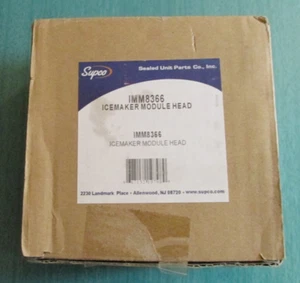 Supco
Sealed Unit Parts Co., Inc.
IMM8366
ICEMAKER MODULE HEAD
IMM8366
ICEMAKER MODULE HEAD
2230 Landmark Place - Allenwood, NJ 08720 - www.supco.com